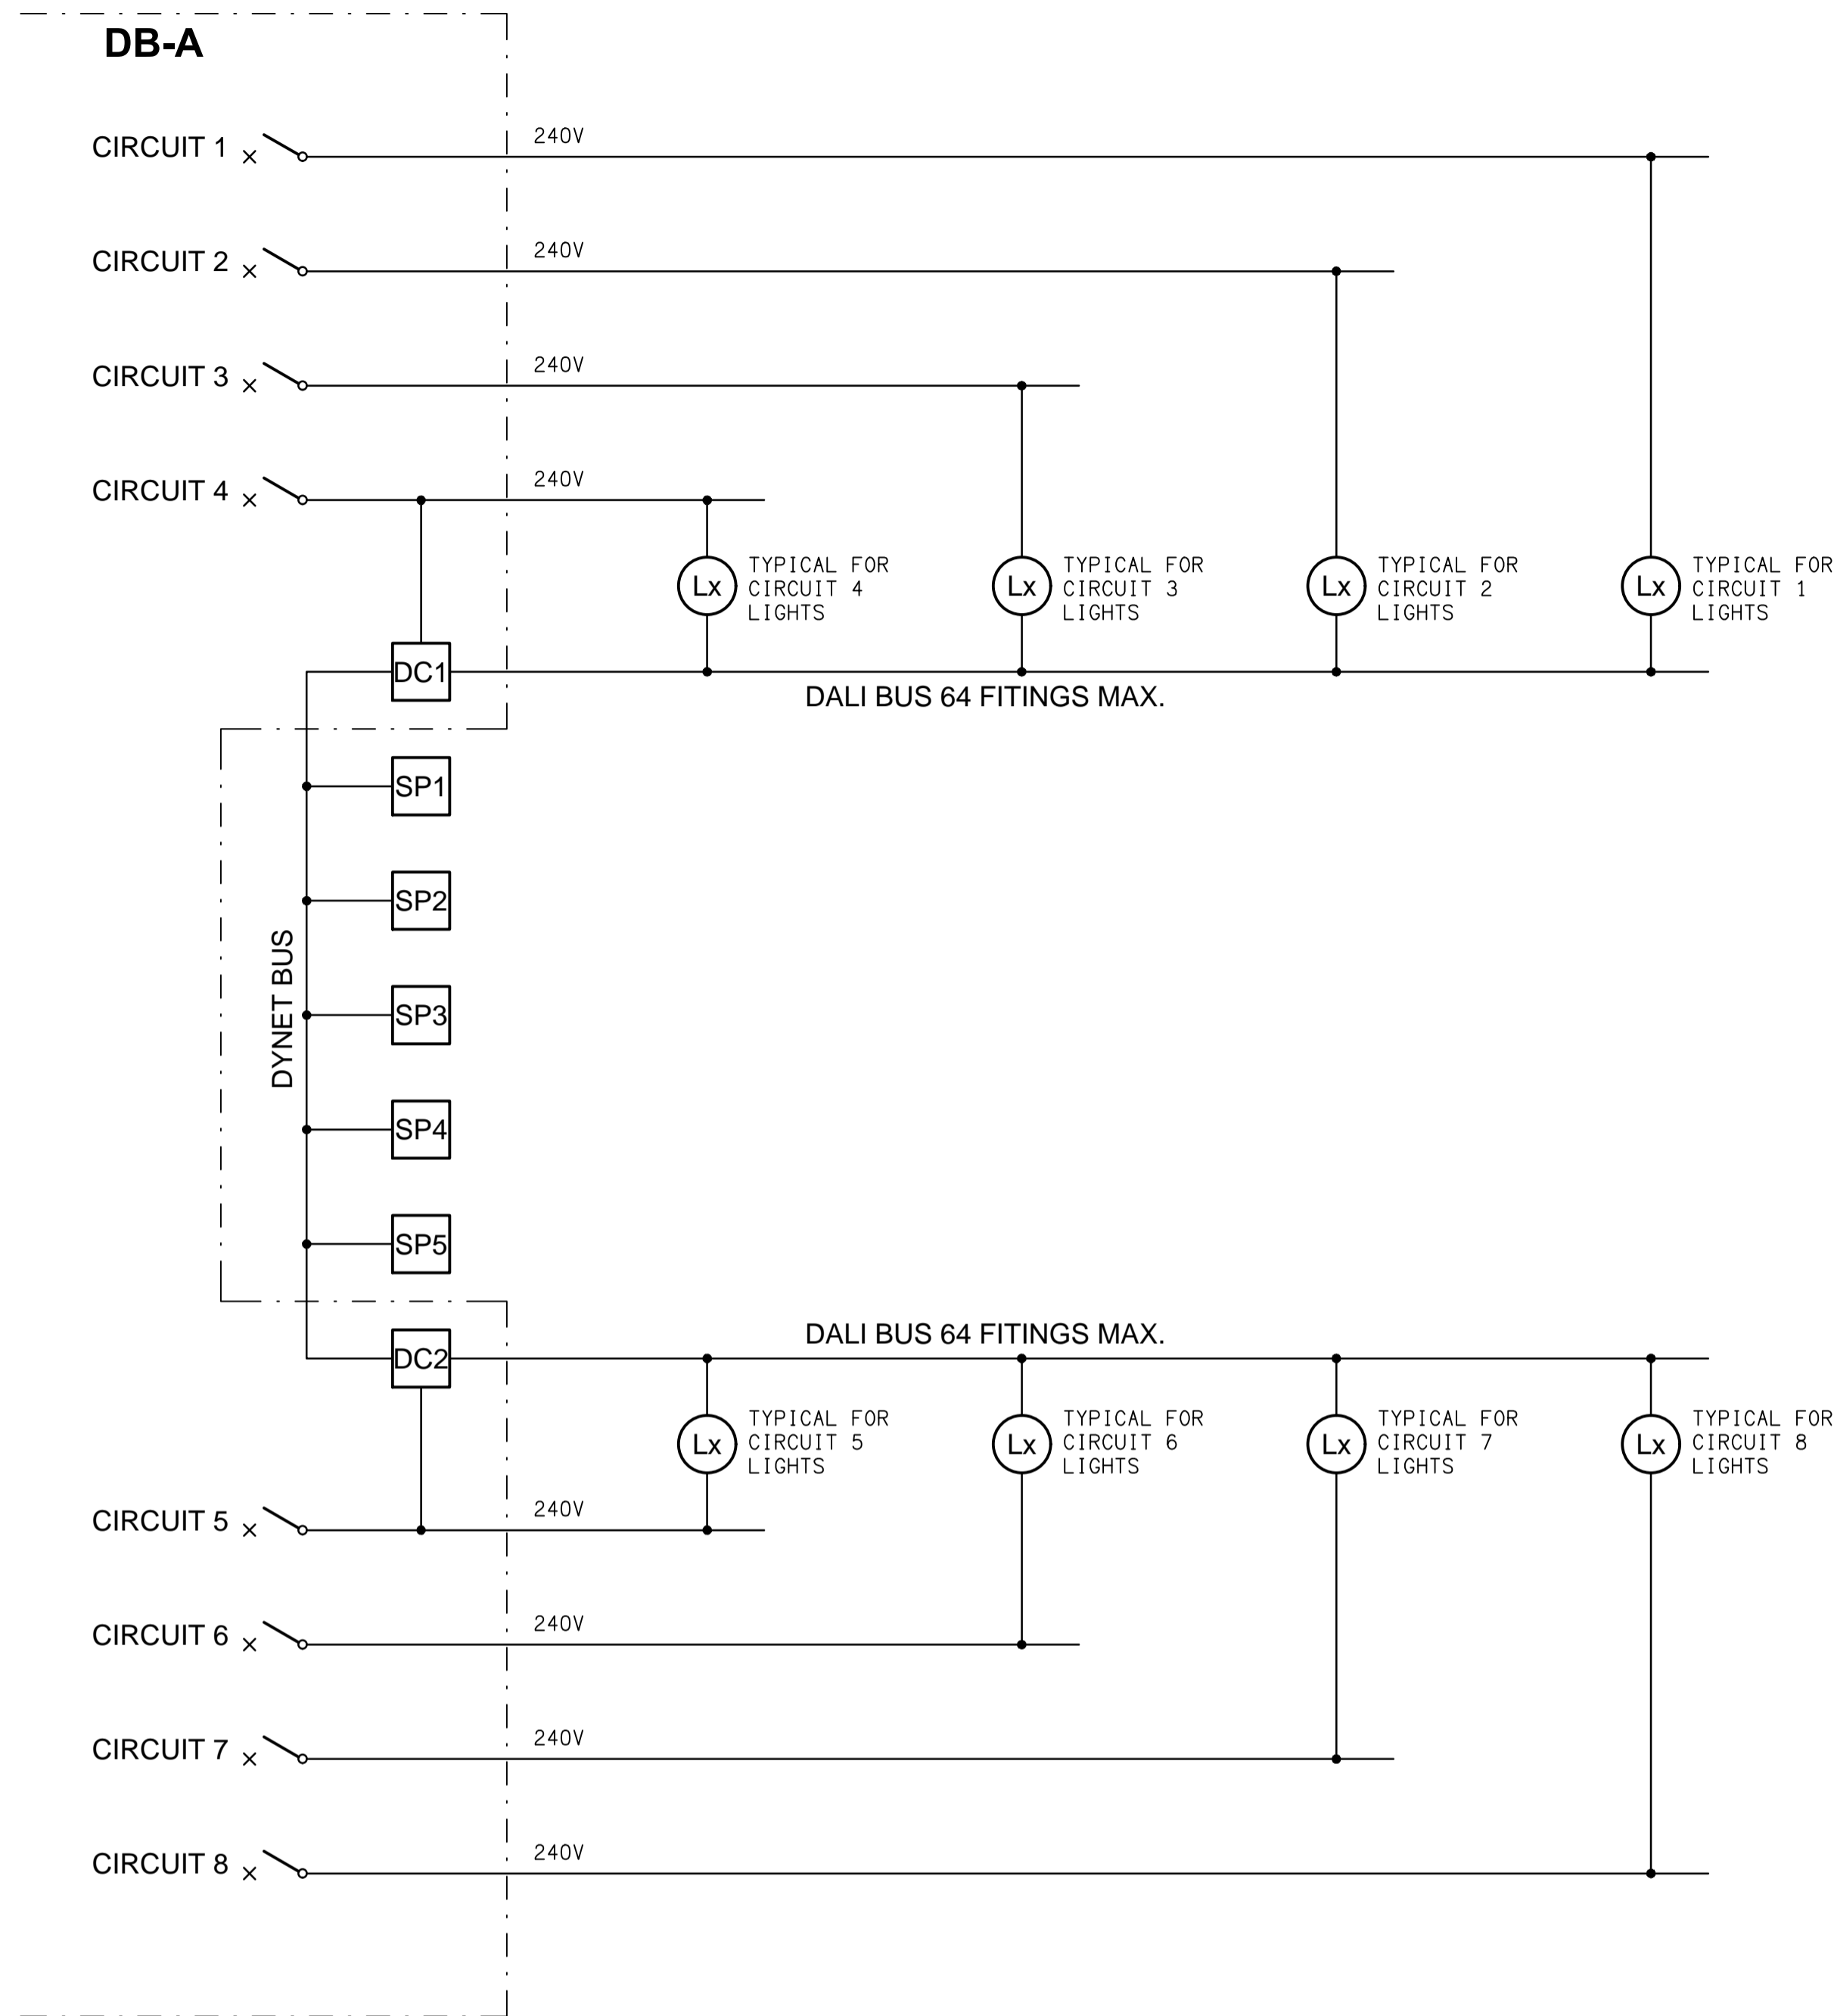 DB-A
CIRCUIT 1
240V
CIRCUIT 2
240V
CIRCUIT 3
240V
CIRCUIT 4
240V
Lx
TYPICAL FOR
CIRCUIT 4
LIGHTS
Lx
TYPICAL FOR
CIRCUIT 3
LIGHTS
Lx
TYPICAL FOR
CIRCUIT 2
LIGHTS
Lx
TYPICAL FOR
CIRCUIT 1
LIGHTS
DC1
DALI BUS 64 FITINGS MAX.
SP1
SP2
SP3
SP4
SP5
DYNET BUS
DALI BUS 64 FITINGS MAX.
DC2
Lx
TYPICAL FOR
CIRCUIT 5
LIGHTS
Lx
TYPICAL FOR
CIRCUIT 6
LIGHTS
Lx
TYPICAL FOR
CIRCUIT 7
LIGHTS
Lx
TYPICAL FOR
CIRCUIT 8
LIGHTS
CIRCUIT 5
240V
CIRCUIT 6
240V
CIRCUIT 7
240V
CIRCUIT 8
240V